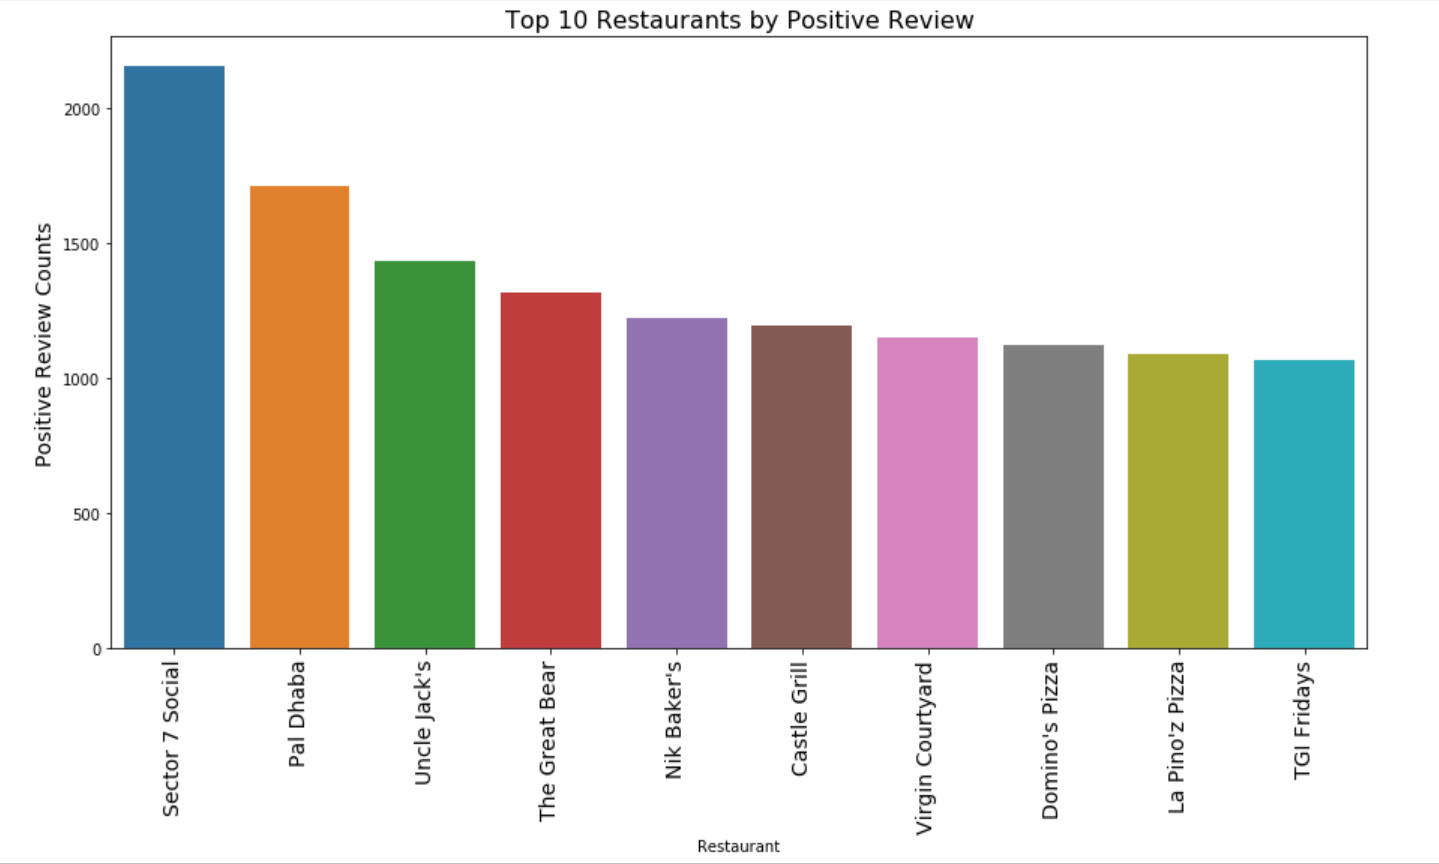 Top 10 Restaurants by Positive Review
Positive Review Counts
2000
1500
1000
500
0
Sector 7 Social
Pal Dhaba
Uncle Jack's
The Great Bear
Nik Baker's
Castle Grill
Virgin Courtyard
Domino's Pizza
La Pino'z Pizza
TGI Fridays
Restaurant